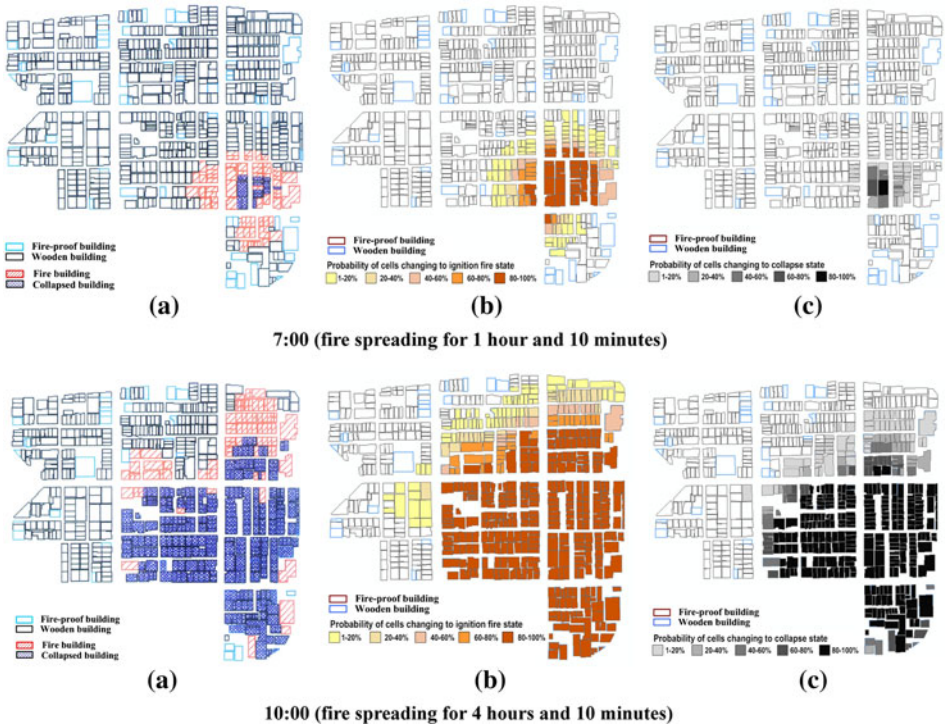 Fire-proof building
Wooden building
Fire building
Collapsed building
(a)
Fire-proof building
Wooden building
Probability of cells changing to ignition fire state
1-20% 20-40% 40-60% 60-80% 80-100%
(b)
Fire-proof building
Wooden building
Probability of cells changing to collapse state
1-20% 20-40% 40-60% 60-80% 80-100%
(c)
7:00 (fire spreading for 1 hour and 10 minutes)
Fire-proof building
Wooden building
Fire building
Collapsed building
(a)
Fire-proof building
Wooden building
Probability of cells changing to ignition fire state
1-20% 20-40% 40-60% 60-80% 80-100%
(b)
Fire-proof building
Wooden building
Probability of cells changing to collapse state
1-20% 20-40% 40-60% 60-80% 80-100%
(c)
10:00 (fire spreading for 4 hours and 10 minutes)